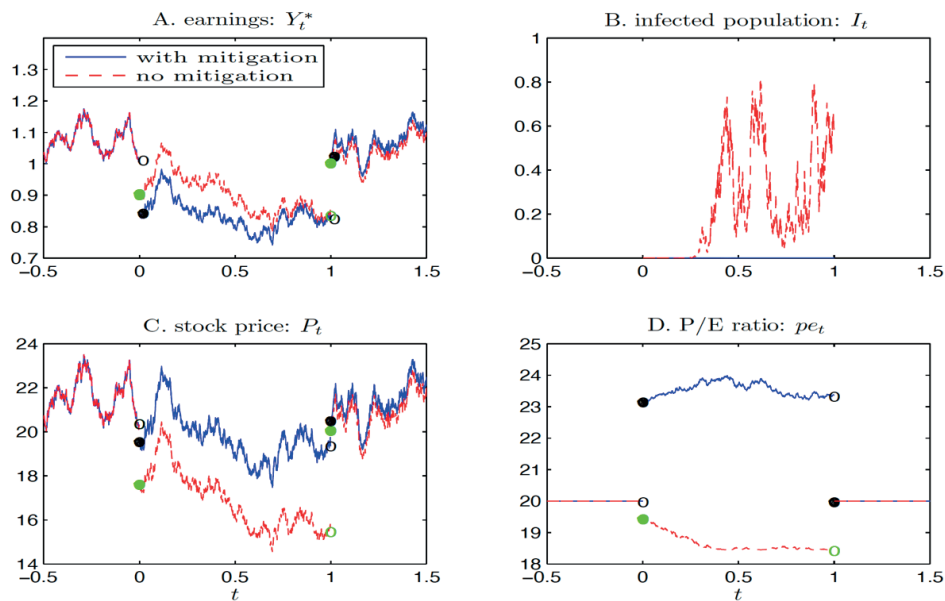 A. earnings: Y*t
1.3
1.2
1.1
1
0.9
0.8
0.7
-0.5 0 0.5 1 1.5
with mitigation
no mitigation
B. infected population: It
1
0.8
0.6
0.4
0.2
0
-0.5 0 0.5 1 1.5
C. stock price: Pt
24
22
20
18
16
14
-0.5 0 0.5 1 1.5
t
D. P/E ratio: pet
25
24
23
22
21
20
19
18
-0.5 0 0.5 1 1.5
t